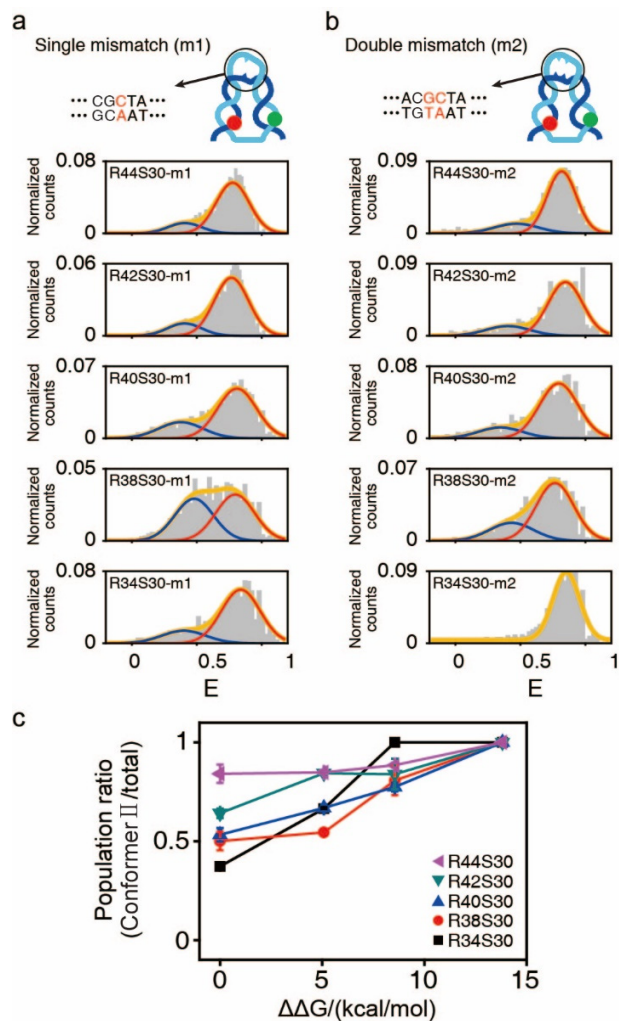 a
Single mismatch (m1)
••• CGCTA •••
••• GCAAT •••
0.08
Normalized
counts
0
R44S30-m1
0.06
Normalized
counts
0
R42S30-m1
0.07
Normalized
counts
0
R40S30-m1
0.05
Normalized
counts
0
R38S30-m1
0.08
Normalized
counts
0
R34S30-m1
0 0.5 1
E
b
Double mismatch (m2)
••• ACGCTA •••
••• TGTAAT •••
0.09
Normalized
counts
0
R44S30-m2
0.09
Normalized
counts
0
R42S30-m2
0.08
Normalized
counts
0
R40S30-m2
0.07
Normalized
counts
0
R38S30-m2
0.09
Normalized
counts
0
R34S30-m2
0 0.5 1
E
c
Population ratio
(Conformer II/total)
1
0.5
0
R44S30
R42S30
R40S30
R38S30
R34S30
0 5 10 15
ΔΔG/(kcal/mol)